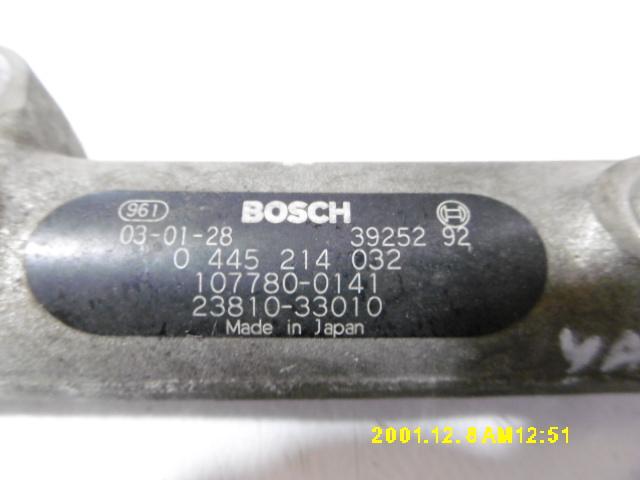 961 BOSCH
03-01-28 39252 92
0 445 214 032
107780-0141
23810-33010
Made in Japan
YA
2001.12.8 AM12:51